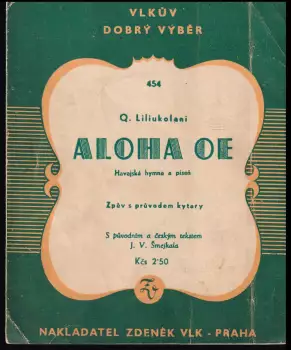 VLKŮV
DOBRÝ VÝBĚR
454
Q. Liliukolani
ALOHA OE
Havajská hymna a píseň
Zpěv s průvodem kytary
S původním a českým textem
J. V. Šmejkala
Kčs 2·50
NAKLADATEL ZDENĚK VLK - PRAHA